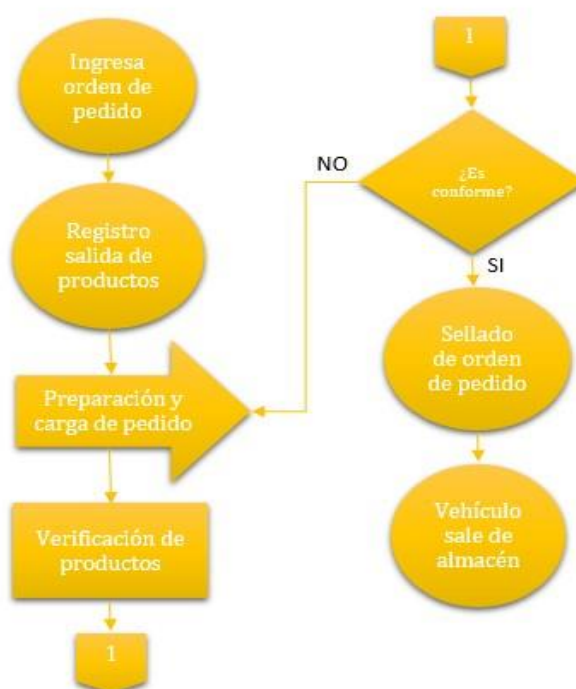 Ingresa
orden de
pedido
Registro
salida de
productos
Preparación y
carga de pedido
Verificación de
productos
1
1
¿Es
conforme?
NO
SI
Sellado
de orden
de pedido
Vehículo
sale de
almacén